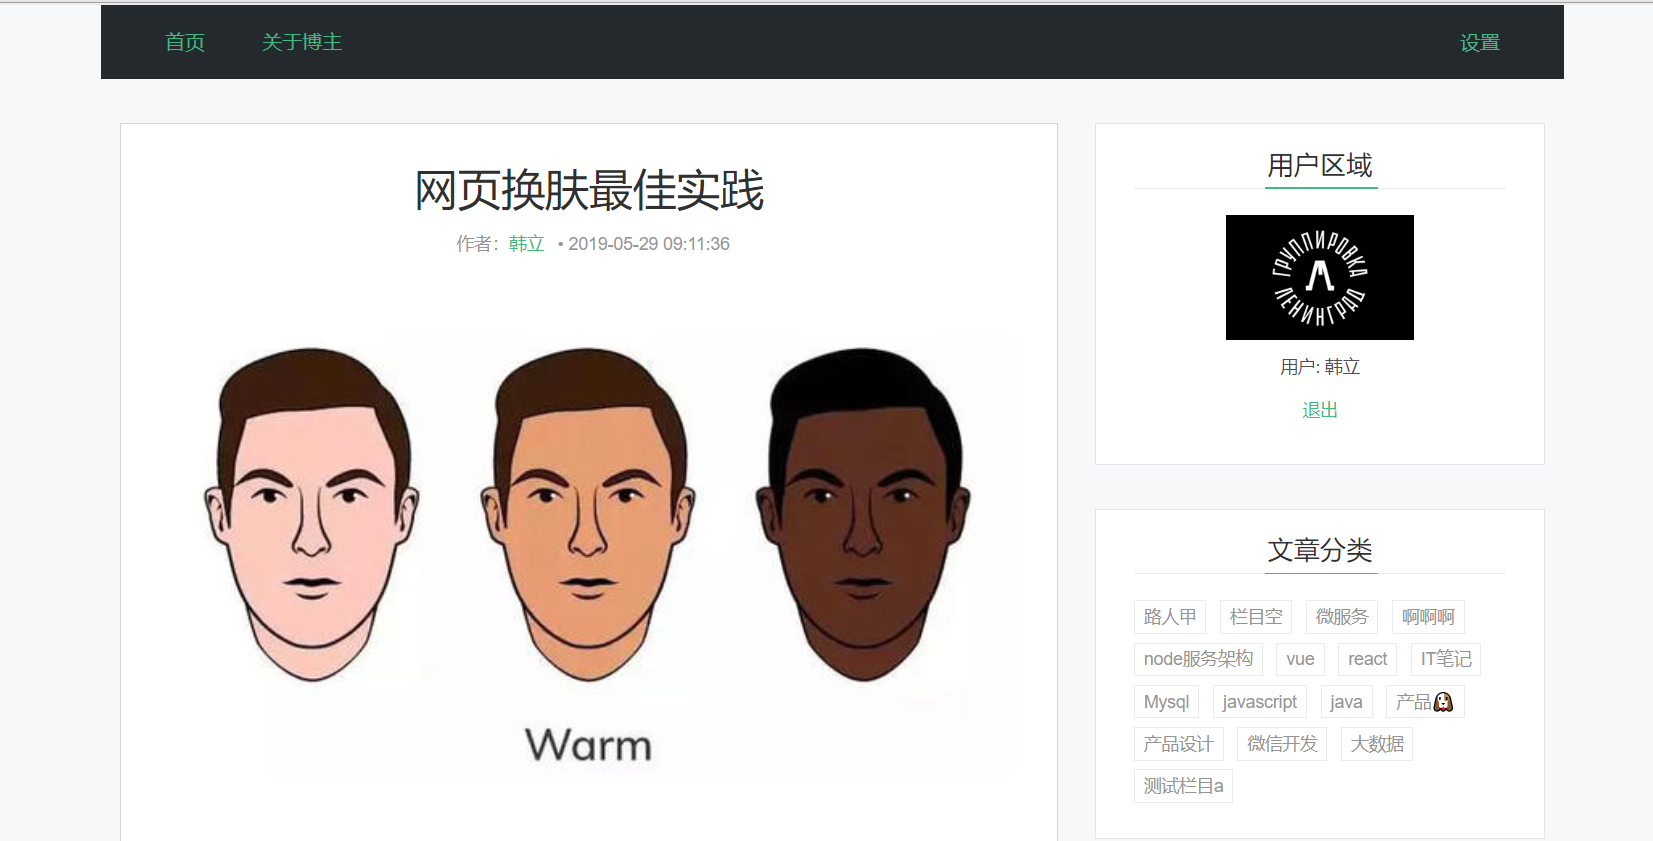 首页 关于博主 设置
网页换肤最佳实践
作者：韩立 • 2019-05-29 09:11:36
Warm
用户区域
ГРУППИРОВКА
Л
ЛЕНИНГРАД
用户: 韩立
退出
文章分类
路人甲 栏目空 微服务 啊啊啊
node服务架构 vue react IT笔记
Mysql javascript java 产品🐶
产品设计 微信开发 大数据
测试栏目a